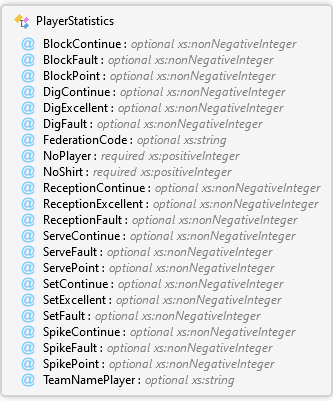 PlayerStatistics
@ BlockContinue : optional xs:nonNegativeInteger
@ BlockFault : optional xs:nonNegativeInteger
@ BlockPoint : optional xs:nonNegativeInteger
@ DigContinue : optional xs:nonNegativeInteger
@ DigExcellent : optional xs:nonNegativeInteger
@ DigFault : optional xs:nonNegativeInteger
@ FederationCode : optional xs:string
@ NoPlayer : required xs:positiveInteger
@ NoShirt : required xs:positiveInteger
@ ReceptionContinue : optional xs:nonNegativeInteger
@ ReceptionExcellent : optional xs:nonNegativeInteger
@ ReceptionFault : optional xs:nonNegativeInteger
@ ServeContinue : optional xs:nonNegativeInteger
@ ServeFault : optional xs:nonNegativeInteger
@ ServePoint : optional xs:nonNegativeInteger
@ SetContinue : optional xs:nonNegativeInteger
@ SetExcellent : optional xs:nonNegativeInteger
@ SetFault : optional xs:nonNegativeInteger
@ SpikeContinue : optional xs:nonNegativeInteger
@ SpikeFault : optional xs:nonNegativeInteger
@ SpikePoint : optional xs:nonNegativeInteger
@ TeamNamePlayer : optional xs:string